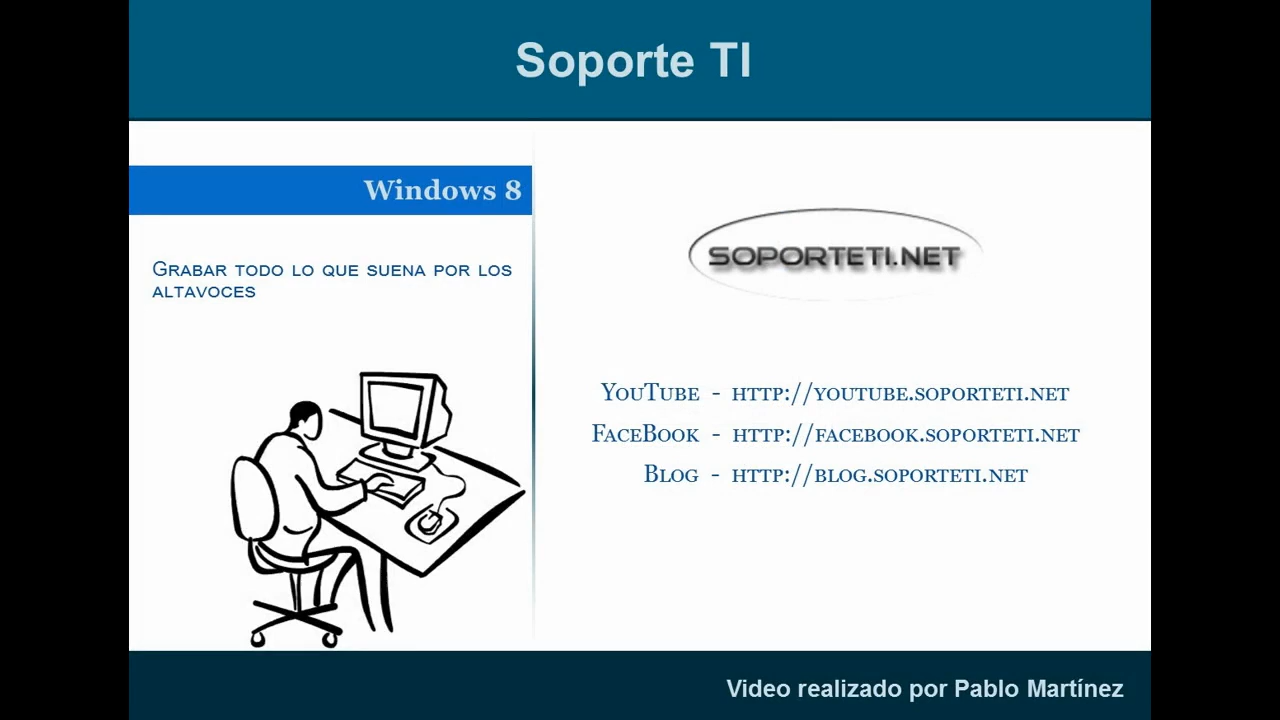 Soporte TI
Windows 8
Grabar todo lo que suena por los
altavoces
SOPORTETI.NET
YouTube - http://youtube.soporteti.net
FaceBook - http://facebook.soporteti.net
Blog - http://blog.soporteti.net
Video realizado por Pablo Martínez